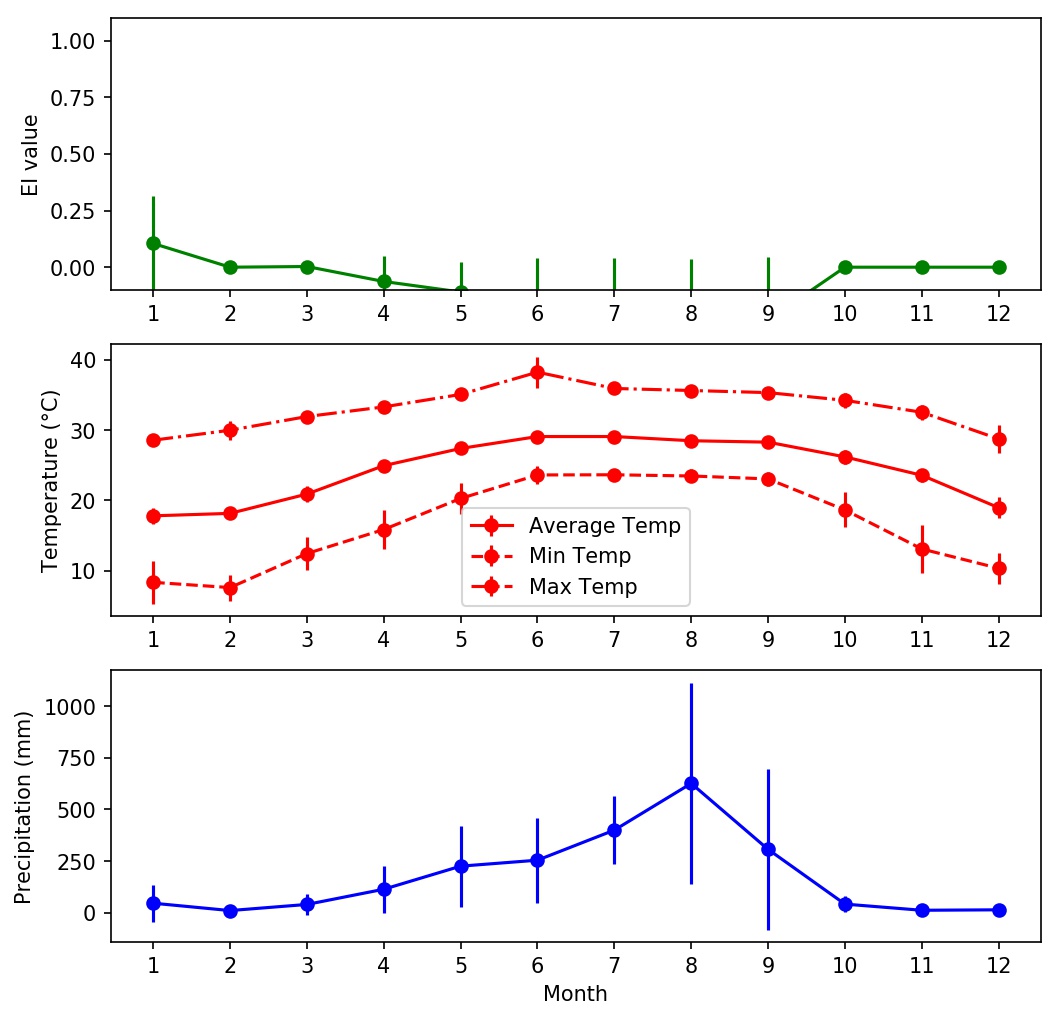 EI value
1.00
0.75
0.50
0.25
0.00
1 2 3 4 5 6 7 8 9 10 11 12
Temperature (°C)
40
30
20
10
Average Temp
Min Temp
Max Temp
1 2 3 4 5 6 7 8 9 10 11 12
Precipitation (mm)
1000
750
500
250
0
1 2 3 4 5 6 7 8 9 10 11 12
Month